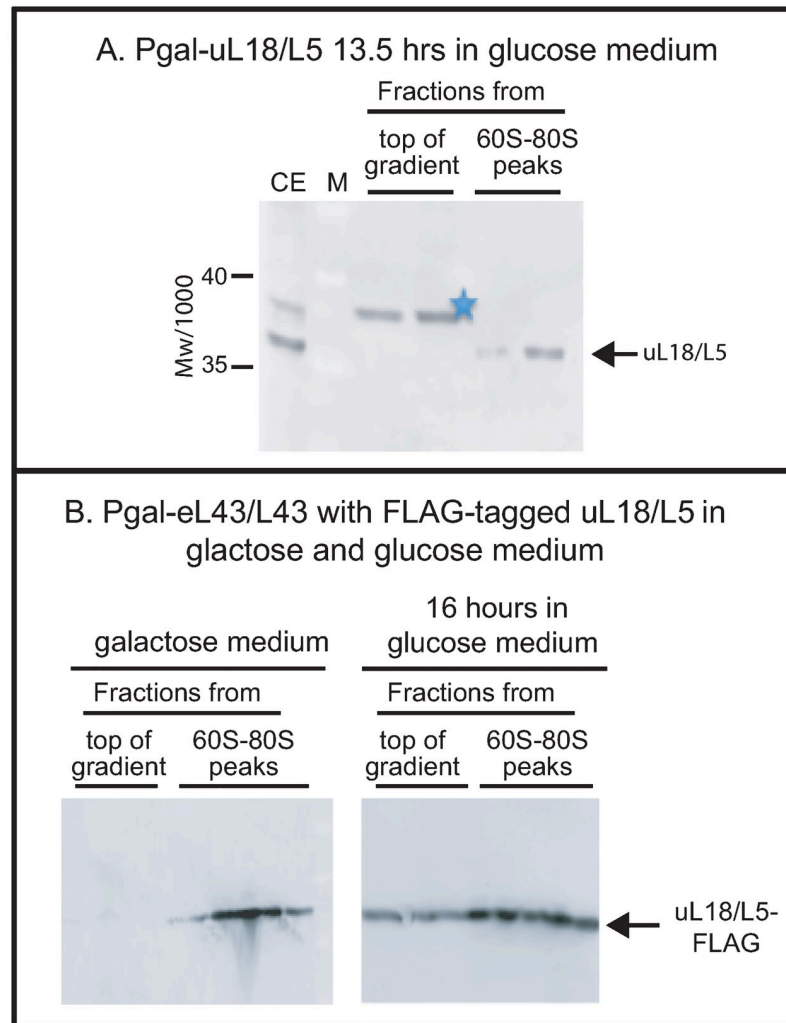 A. Pgal-uL18/L5 13.5 hrs in glucose medium
Fractions from
top of
gradient
60S-80S
peaks
CE
M
Mw/1000
40
35
uL18/L5
B. Pgal-eL43/L43 with FLAG-tagged uL18/L5 in
glactose and glucose medium
galactose medium
Fractions from
top of
gradient
60S-80S
peaks
16 hours in
glucose medium
Fractions from
top of
gradient
60S-80S
peaks
uL18/L5-
FLAG